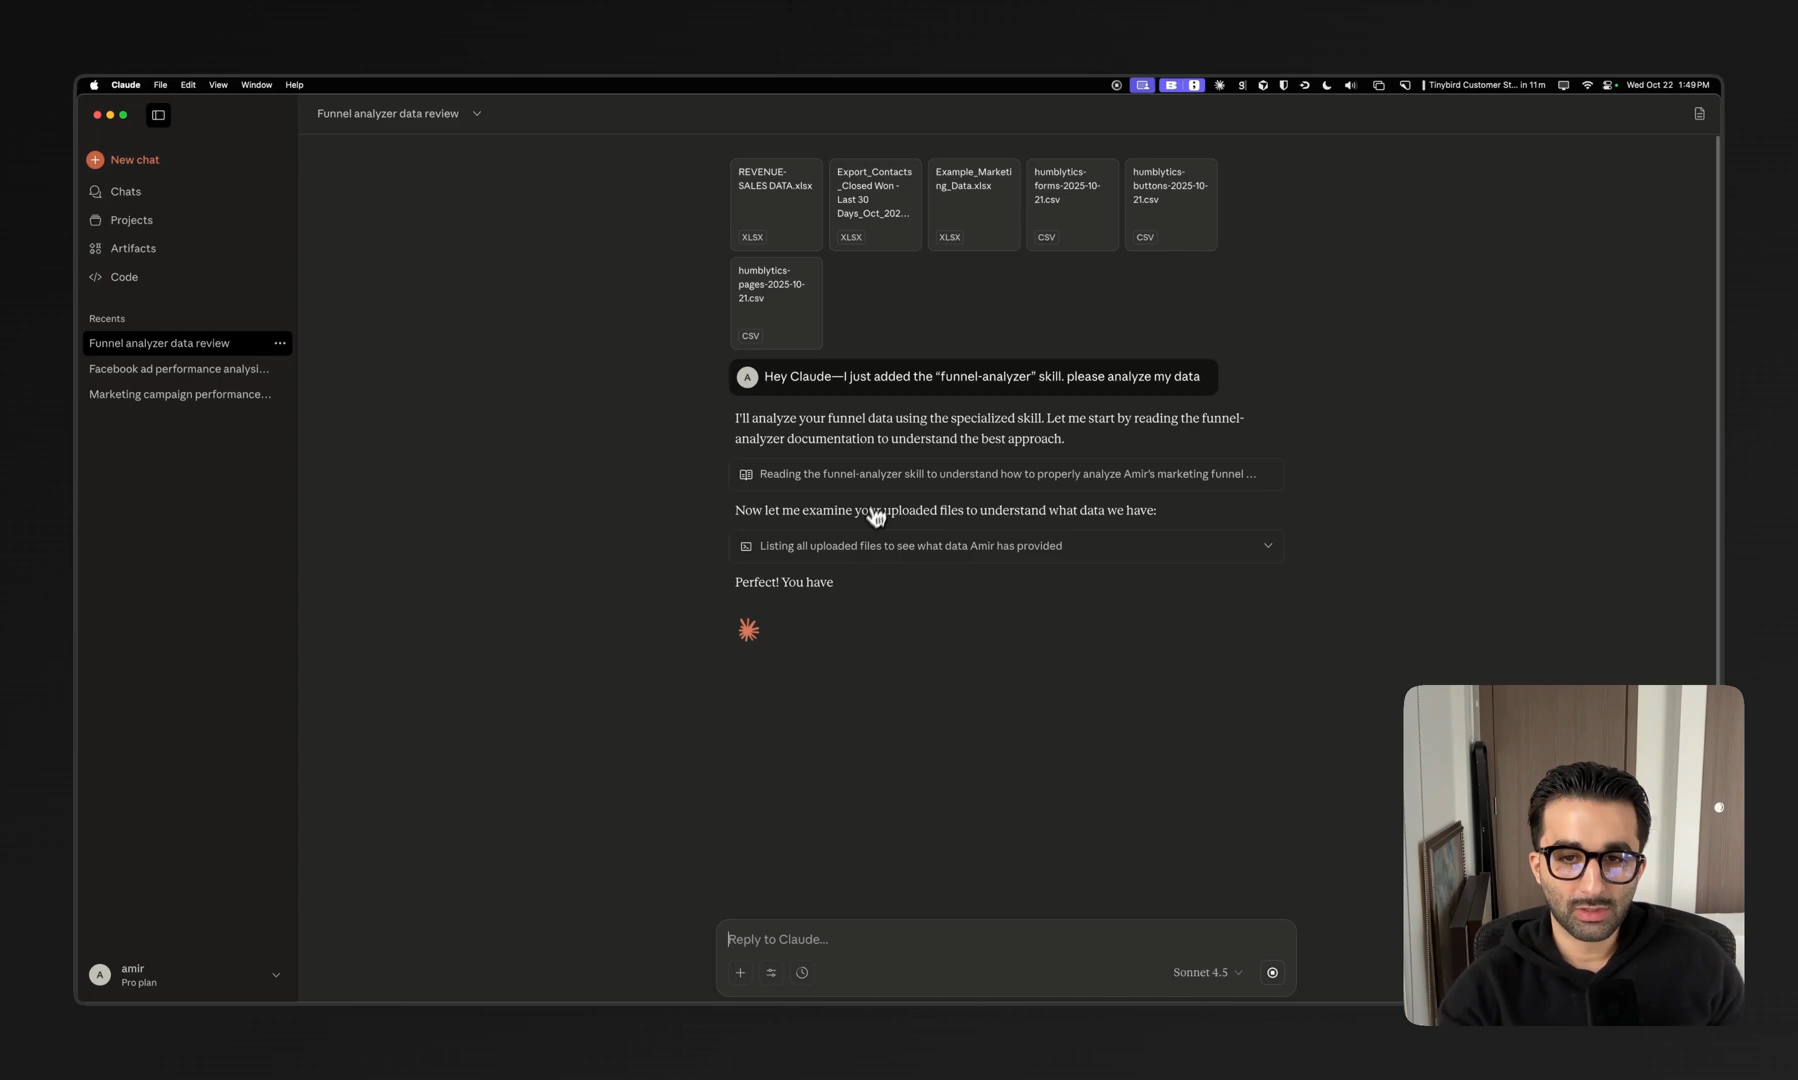 Claude File Edit View Window Help
Tinybird Customer St... in 11m Wed Oct 22 1:49 PM
Funnel analyzer data review
New chat
Chats
Projects
Artifacts
Code
Recents
Funnel analyzer data review
Facebook ad performance analysi...
Marketing campaign performance...
REVENUE-
SALES DATA.xlsx
XLSX
Export_Contacts
_Closed Won -
Last 30
Days_Oct_202...
XLSX
Example_Marketi
ng_Data.xlsx
XLSX
humblytics-
forms-2025-10-
21.csv
CSV
humblytics-
buttons-2025-10-
21.csv
CSV
humblytics-
pages-2025-10-
21.csv
CSV
A
Hey Claude—I just added the “funnel-analyzer” skill. please analyze my data
I'll analyze your funnel data using the specialized skill. Let me start by reading the funnel-
analyzer documentation to understand the best approach.
Reading the funnel-analyzer skill to understand how to properly analyze Amir's marketing funnel ...
Now let me examine your uploaded files to understand what data we have:
Listing all uploaded files to see what data Amir has provided
Perfect! You have
Reply to Claude...
Sonnet 4.5
A
amir
Pro plan